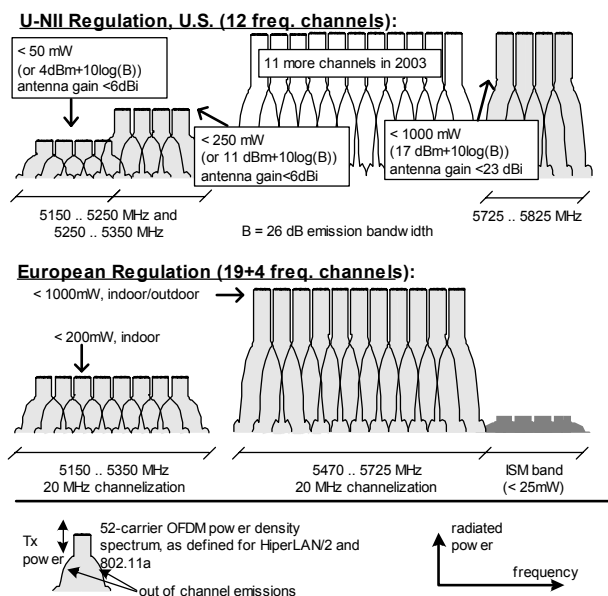 U-NII Regulation, U.S. (12 freq. channels):
< 50 mW
(or 4dBm+10log(B))
antenna gain <6dBi
11 more channels in 2003
< 250 mW
(or 11 dBm+10log(B))
antenna gain<6dBi
< 1000 mW
(17 dBm+10log(B))
antenna gain <23 dBi
5150 .. 5250 MHz and
5250 .. 5350 MHz
B = 26 dB emission bandwidth
5725 .. 5825 MHz
European Regulation (19+4 freq. channels):
< 1000mW, indoor/outdoor
< 200mW, indoor
5150 .. 5350 MHz
20 MHz channelization
5470 .. 5725 MHz
20 MHz channelization
ISM band
(< 25mW)
Tx
power
52-carrier OFDM power density
spectrum, as defined for HiperLAN/2 and
802.11a
out of channel emissions
radiated
power
frequency